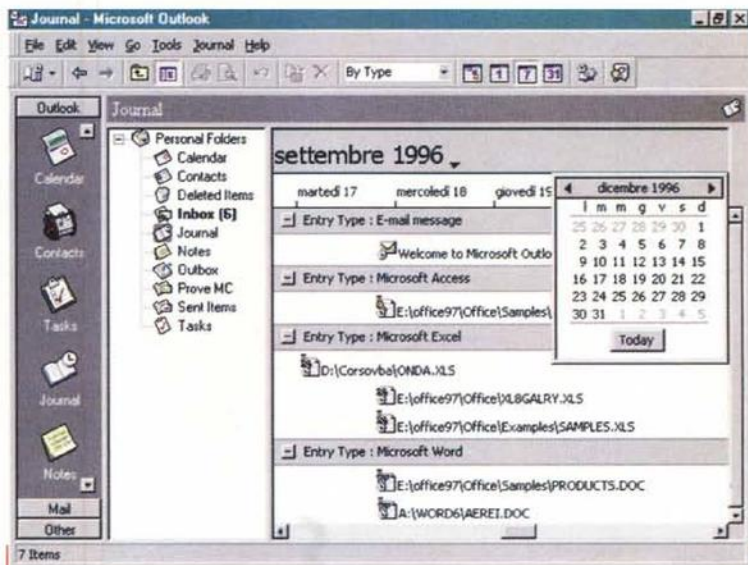 Journal - Microsoft Outlook
File Edit View Go Tools Journal Help
By Type
1 7 31
Outlook
Journal
Calendar
Contacts
Tasks
Journal
Notes
Mail
Other
Personal Folders
Calendar
Contacts
Deleted Items
Inbox (6)
Journal
Notes
Outbox
Prove MC
Sent Items
Tasks
settembre 1996
martedì 17 mercoledì 18 giovedì 19
Entry Type : E-mail message
Welcome to Microsoft Outlo
Entry Type : Microsoft Access
E:\office97\Office\Samples\
Entry Type : Microsoft Excel
D:\Corsovba\ONDA.XLS
E:\office97\Office\XL8GALRY.XLS
E:\office97\Office\Examples\SAMPLES.XLS
Entry Type : Microsoft Word
E:\office97\Office\Samples\PRODUCTS.DOC
A:\WORD6\AEREI.DOC
dicembre 1996
l m m g v s d
25 26 27 28 29 30 1
2 3 4 5 6 7 8
9 10 11 12 13 14 15
16 17 18 19 20 21 22
23 24 25 26 27 28 29
30 31 1 2 3 4 5
Today
7 Items